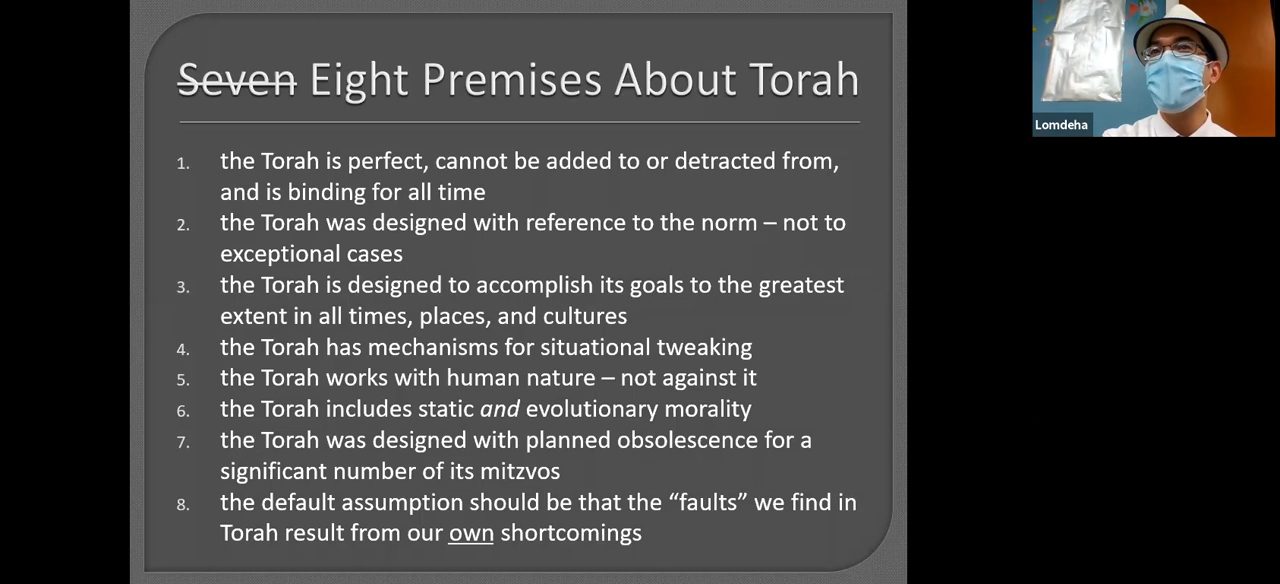 Seven Eight Premises About Torah
1. the Torah is perfect, cannot be added to or detracted from,
and is binding for all time
2. the Torah was designed with reference to the norm – not to
exceptional cases
3. the Torah is designed to accomplish its goals to the greatest
extent in all times, places, and cultures
4. the Torah has mechanisms for situational tweaking
5. the Torah works with human nature – not against it
6. the Torah includes static and evolutionary morality
7. the Torah was designed with planned obsolescence for a
significant number of its mitzvos
8. the default assumption should be that the “faults” we find in
Torah result from our own shortcomings
Lomdeha